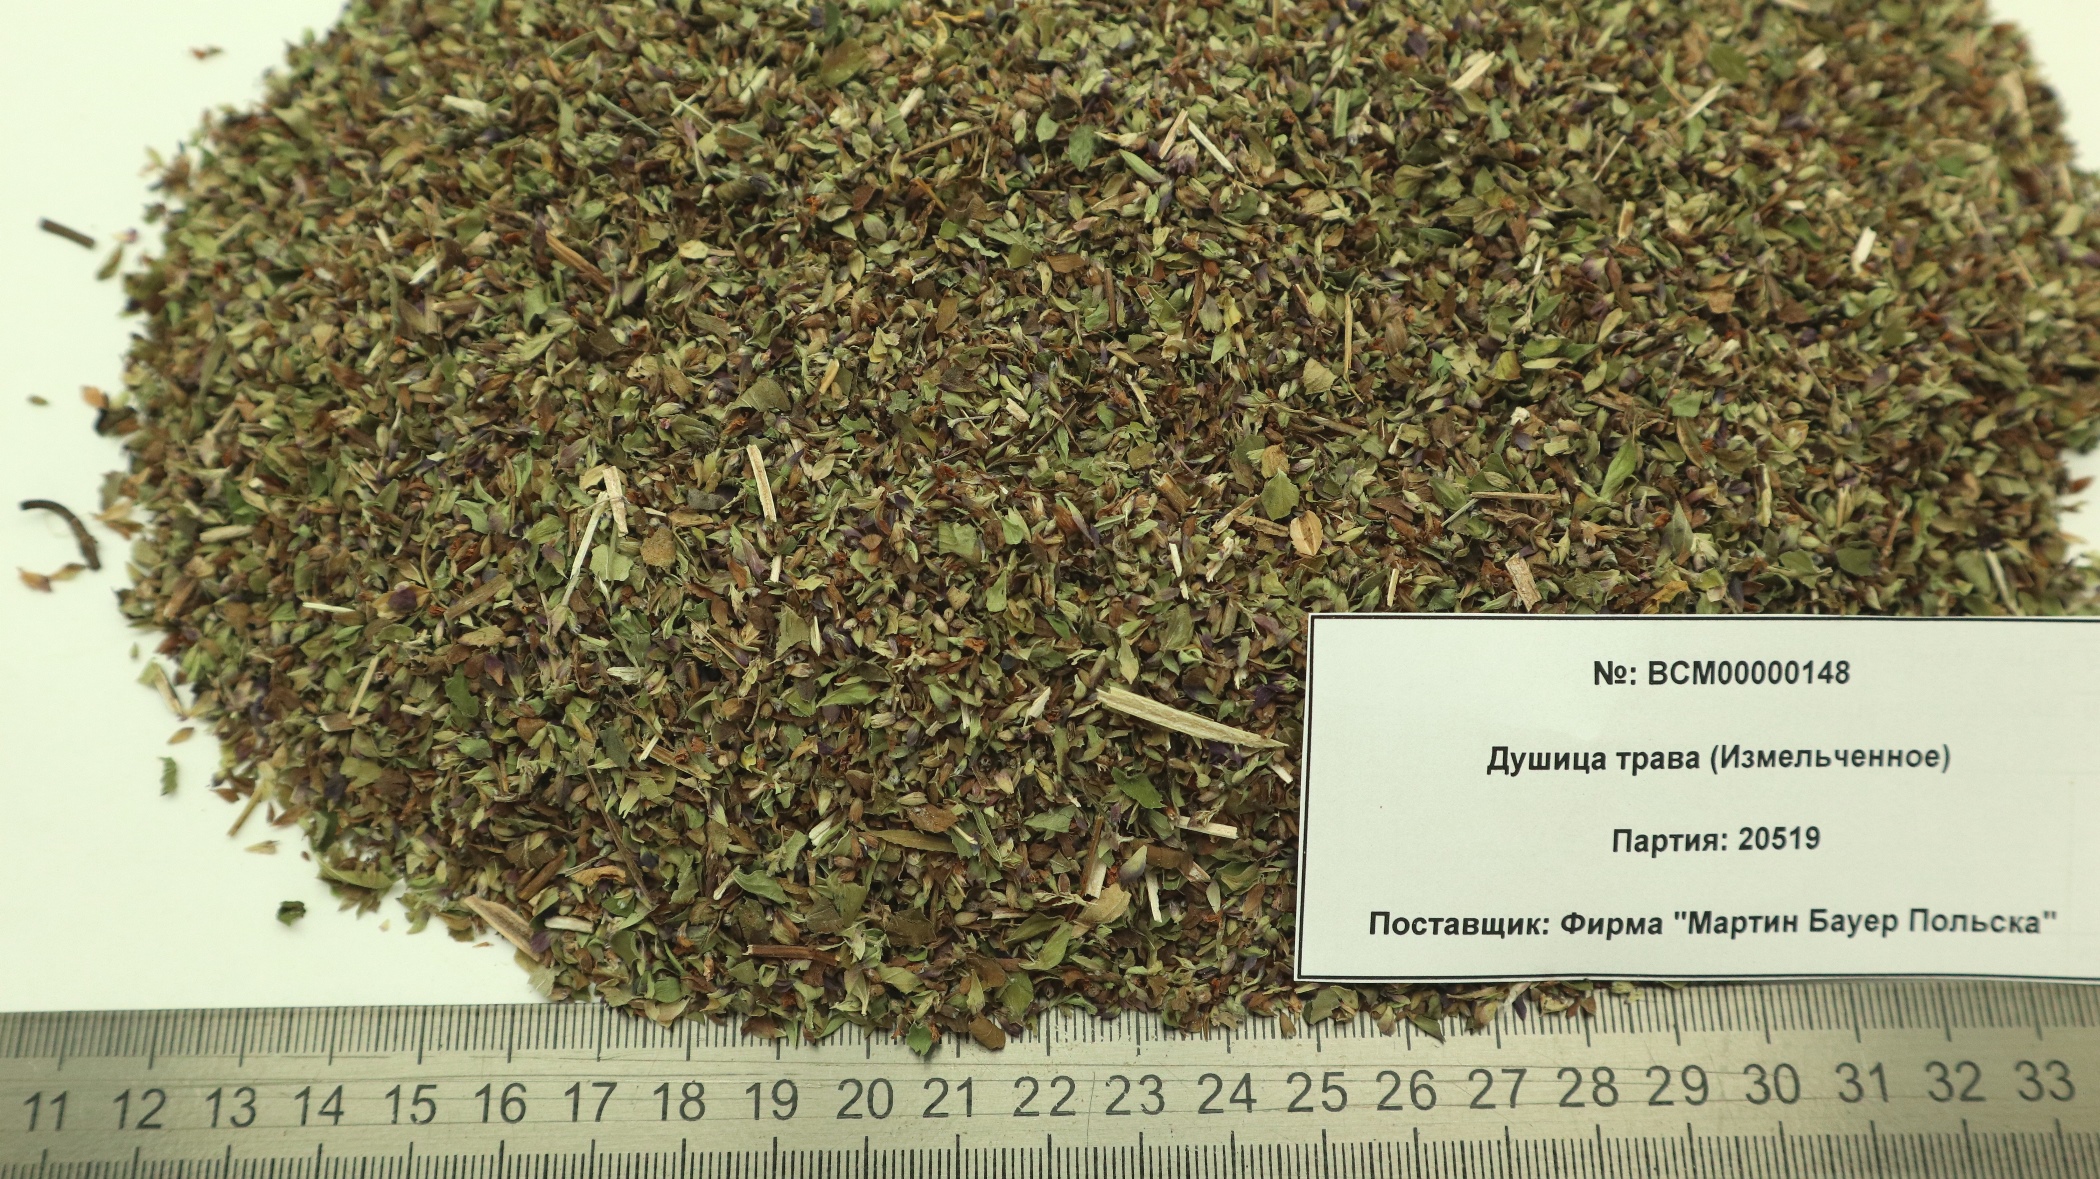 №: BCM00000148
Душица трава (Измельченное)
Партия: 20519
Поставщик: Фирма "Мартин Бауер Польска"
11 12 13 14 15 16 17 18 19 20 21 22 23 24 25 26 27 28 29 30 31 32 33